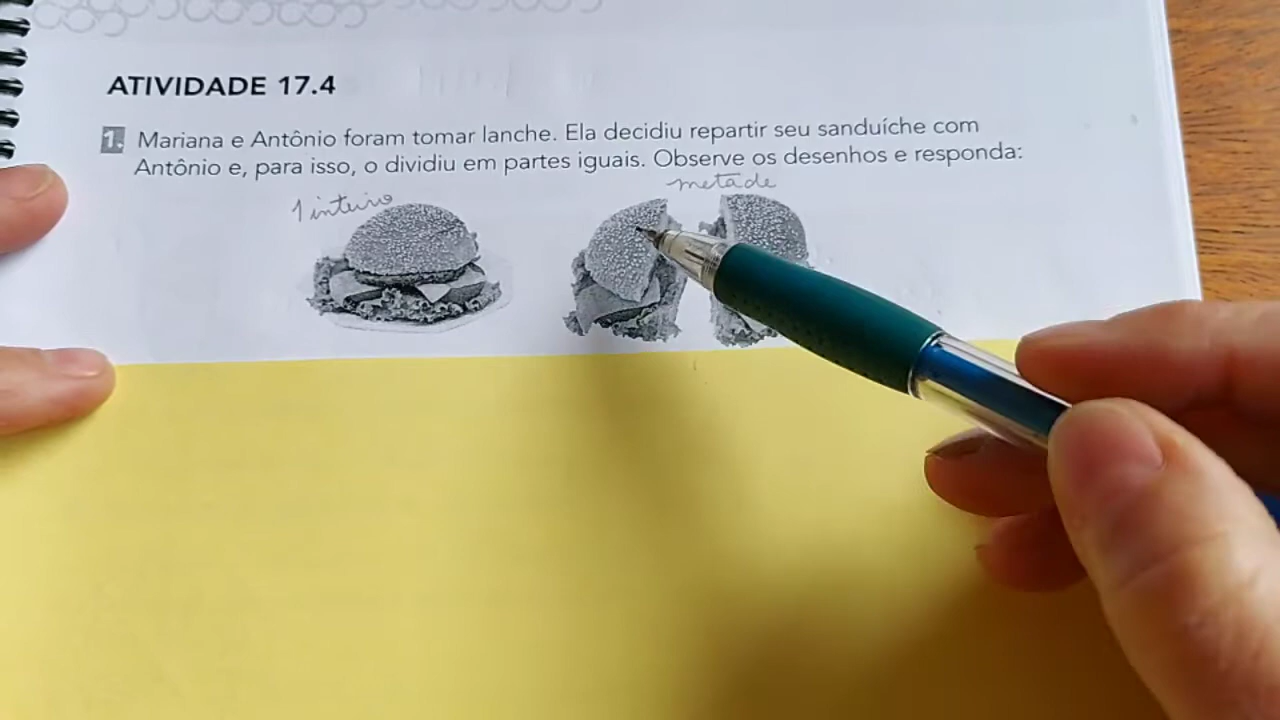 ATIVIDADE 17.4
1. Mariana e Antônio foram tomar lanche. Ela decidiu repartir seu sanduíche com
Antônio e, para isso, o dividiu em partes iguais. Observe os desenhos e responda:
metade
1 inteiro